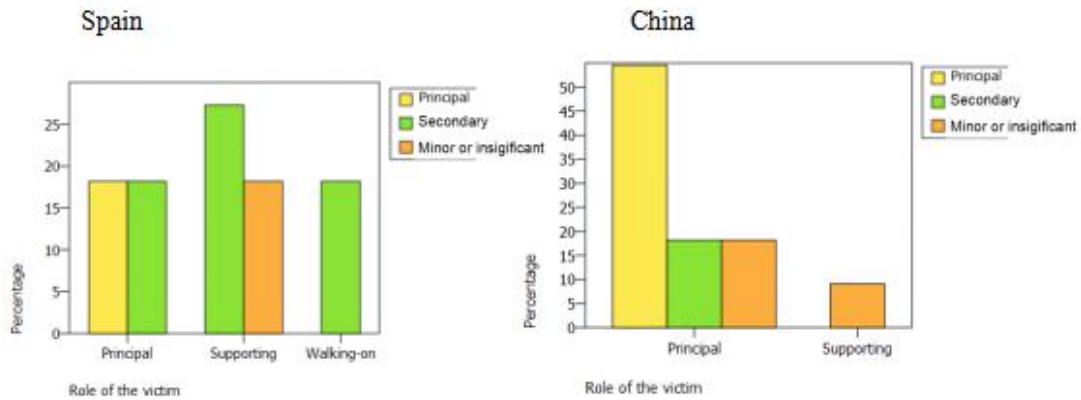 Spain
Percentage
25
20
15
10
5
0
Principal
Supporting
Walking-on
Role of the victim
Principal
Secondary
Minor or insigificant
China
Percentage
50
45
40
35
30
25
20
15
10
5
0
Principal
Supporting
Role of the victim
Principal
Secondary
Minor or insigificant